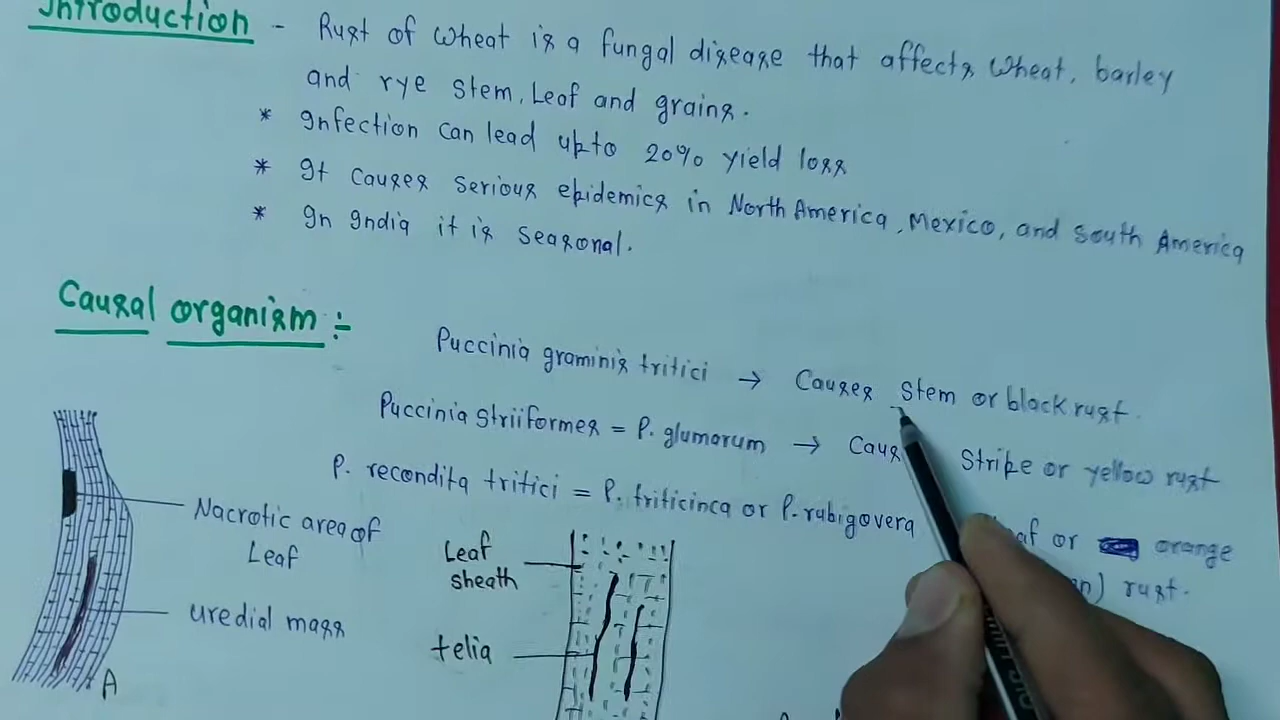 Introduction - Rust of wheat is a fungal disease that affects wheat, barley
and rye stem, Leaf and grains.
* Infection can lead upto 20% yield loss
* It causes serious epidemics in North America, Mexico, and South America
* In India it is seasonal.
Causal organism :-
Puccinia graminis tritici → Causes stem or black rust.
Puccinia striiformes = P. glumarum → Caus stripe or yellow rust
P. recondita tritici = P. triticinca or P. rubigovera af or orange
n) rust.
Nacrotic area of
Leaf
uredial mass
A
Leaf
sheath
telia